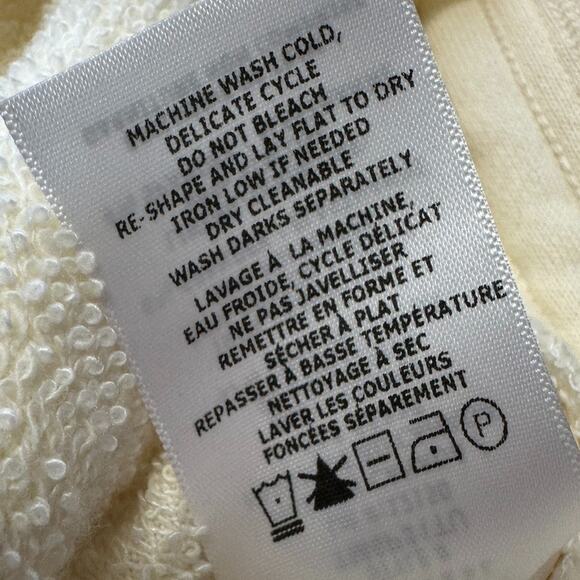 MACHINE WASH COLD,
DELICATE CYCLE
DO NOT BLEACH
RE-SHAPE AND LAY FLAT TO DRY
IRON LOW IF NEEDED
DRY CLEANABLE
WASH DARKS SEPARATELY
LAVAGE À LA MACHINE,
EAU FROIDE, CYCLE DÉLICAT
NE PAS JAVELLISER
REMETTRE EN FORME ET
SÉCHER À PLAT
REPASSER À BASSE TEMPÉRATURE
NETTOYAGE À SEC
LAVER LES COULEURS
FONCÉES SÉPAREMENT
P